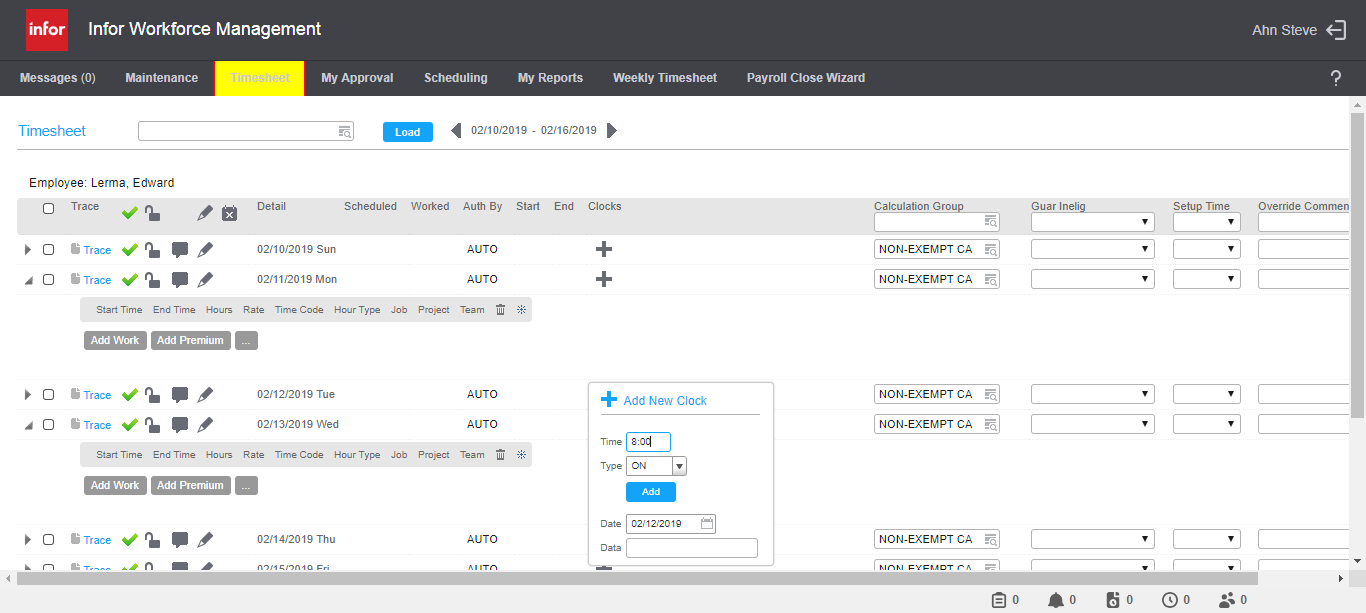 infor Infor Workforce Management Ahn Steve
Messages (0) Maintenance Timesheet My Approval Scheduling My Reports Weekly Timesheet Payroll Close Wizard ?
Timesheet Load 02/10/2019 - 02/16/2019
Employee: Lerma, Edward
Trace Detail Scheduled Worked Auth By Start End Clocks Calculation Group Guar Inelig Setup Time Override Commen
Trace 02/10/2019 Sun AUTO NON-EXEMPT CA
Trace 02/11/2019 Mon AUTO NON-EXEMPT CA
Start Time End Time Hours Rate Time Code Hour Type Job Project Team
Add Work Add Premium ...
Trace 02/12/2019 Tue AUTO NON-EXEMPT CA
Add New Clock
Trace 02/13/2019 Wed AUTO NON-EXEMPT CA
Time 8:00
Start Time End Time Hours Rate Time Code Hour Type Job Project Team
Type ON
Add Work Add Premium ...
Add
Date 02/12/2019
Trace 02/14/2019 Thu AUTO NON-EXEMPT CA
Data
Trace 02/15/2019 Fri AUTO NON-EXEMPT CA
0 0 0 0 0